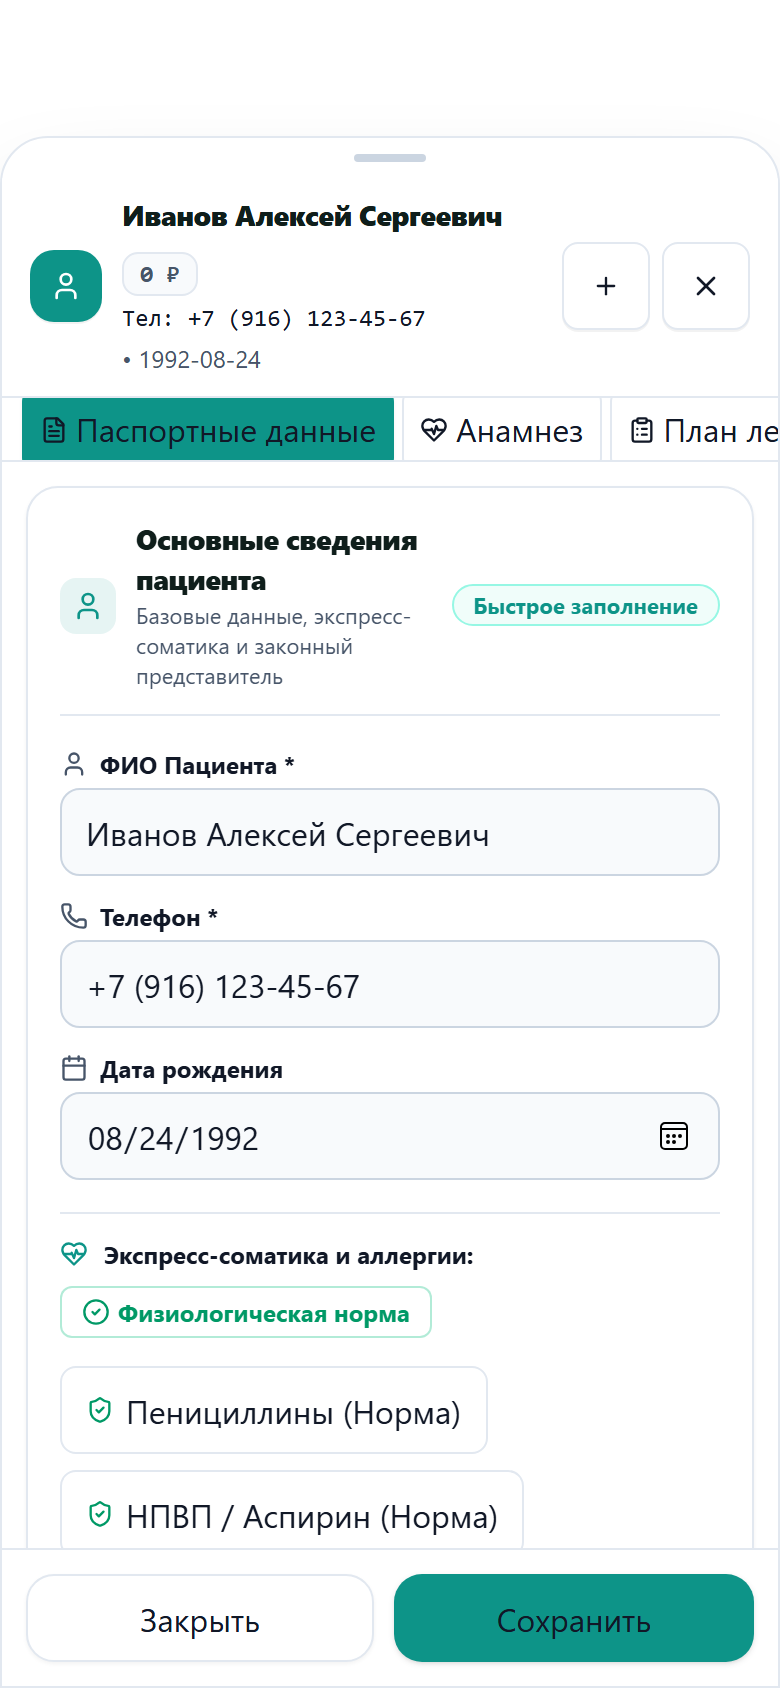 Иванов Алексей Сергеевич
0 ₽
Тел: +7 (916) 123-45-67
• 1992-08-24
Паспортные данные
Анамнез
План ле
Основные сведения
пациента
Базовые данные, экспресс-
соматика и законный
представитель
Быстрое заполнение
ФИО Пациента *
Иванов Алексей Сергеевич
Телефон *
+7 (916) 123-45-67
Дата рождения
08/24/1992
Экспресс-соматика и аллергии:
Физиологическая норма
Пенициллины (Норма)
НПВП / Аспирин (Норма)
Закрыть
Сохранить